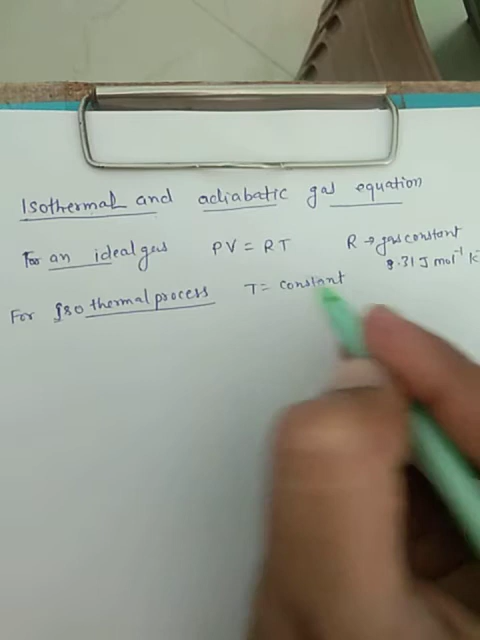 Isothermal and adiabatic gas equation
For an ideal gas PV = RT R → gas constant
8.31 J mol⁻¹ K
For Iso thermal process T = constant